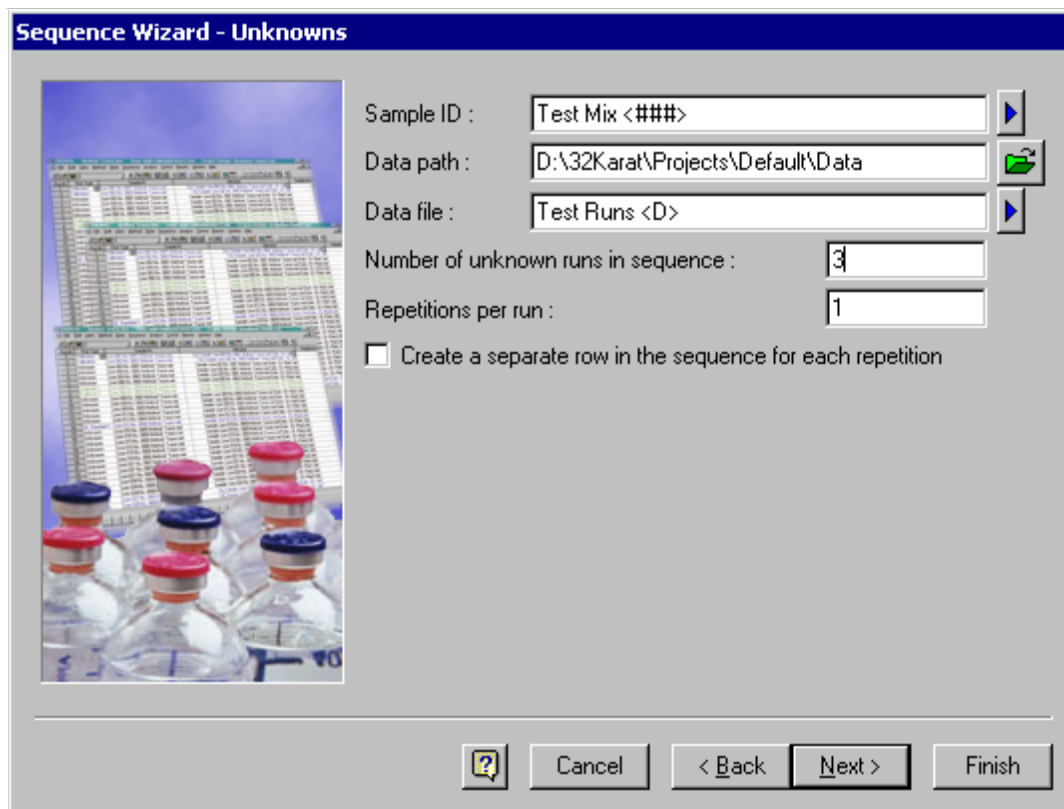 Sequence Wizard - Unknowns
Sample ID :
Test Mix <###>
Data path :
D:\32Karat\Projects\Default\Data
Data file :
Test Runs <D>
Number of unknown runs in sequence :
3
Repetitions per run :
1
Create a separate row in the sequence for each repetition
?
Cancel
< Back
Next >
Finish